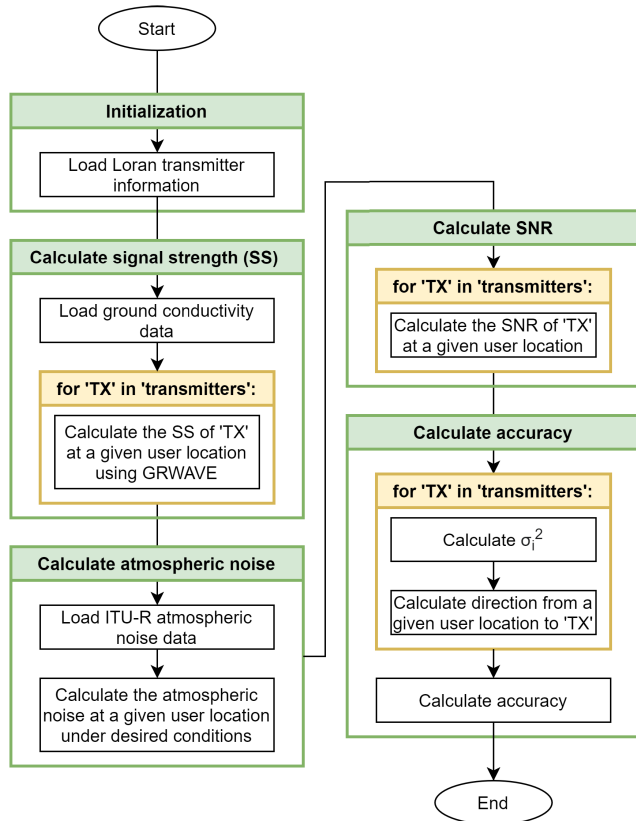 Start
Initialization
Load Loran transmitter
information
Calculate signal strength (SS)
Load ground conductivity
data
for 'TX' in 'transmitters':
Calculate the SS of 'TX'
at a given user location
using GRWAVE
Calculate atmospheric noise
Load ITU-R atmospheric
noise data
Calculate the atmospheric
noise at a given user location
under desired conditions
Calculate SNR
for 'TX' in 'transmitters':
Calculate the SNR of 'TX'
at a given user location
Calculate accuracy
for 'TX' in 'transmitters':
Calculate σᵢ²
Calculate direction from a
given user location to 'TX'
Calculate accuracy
End